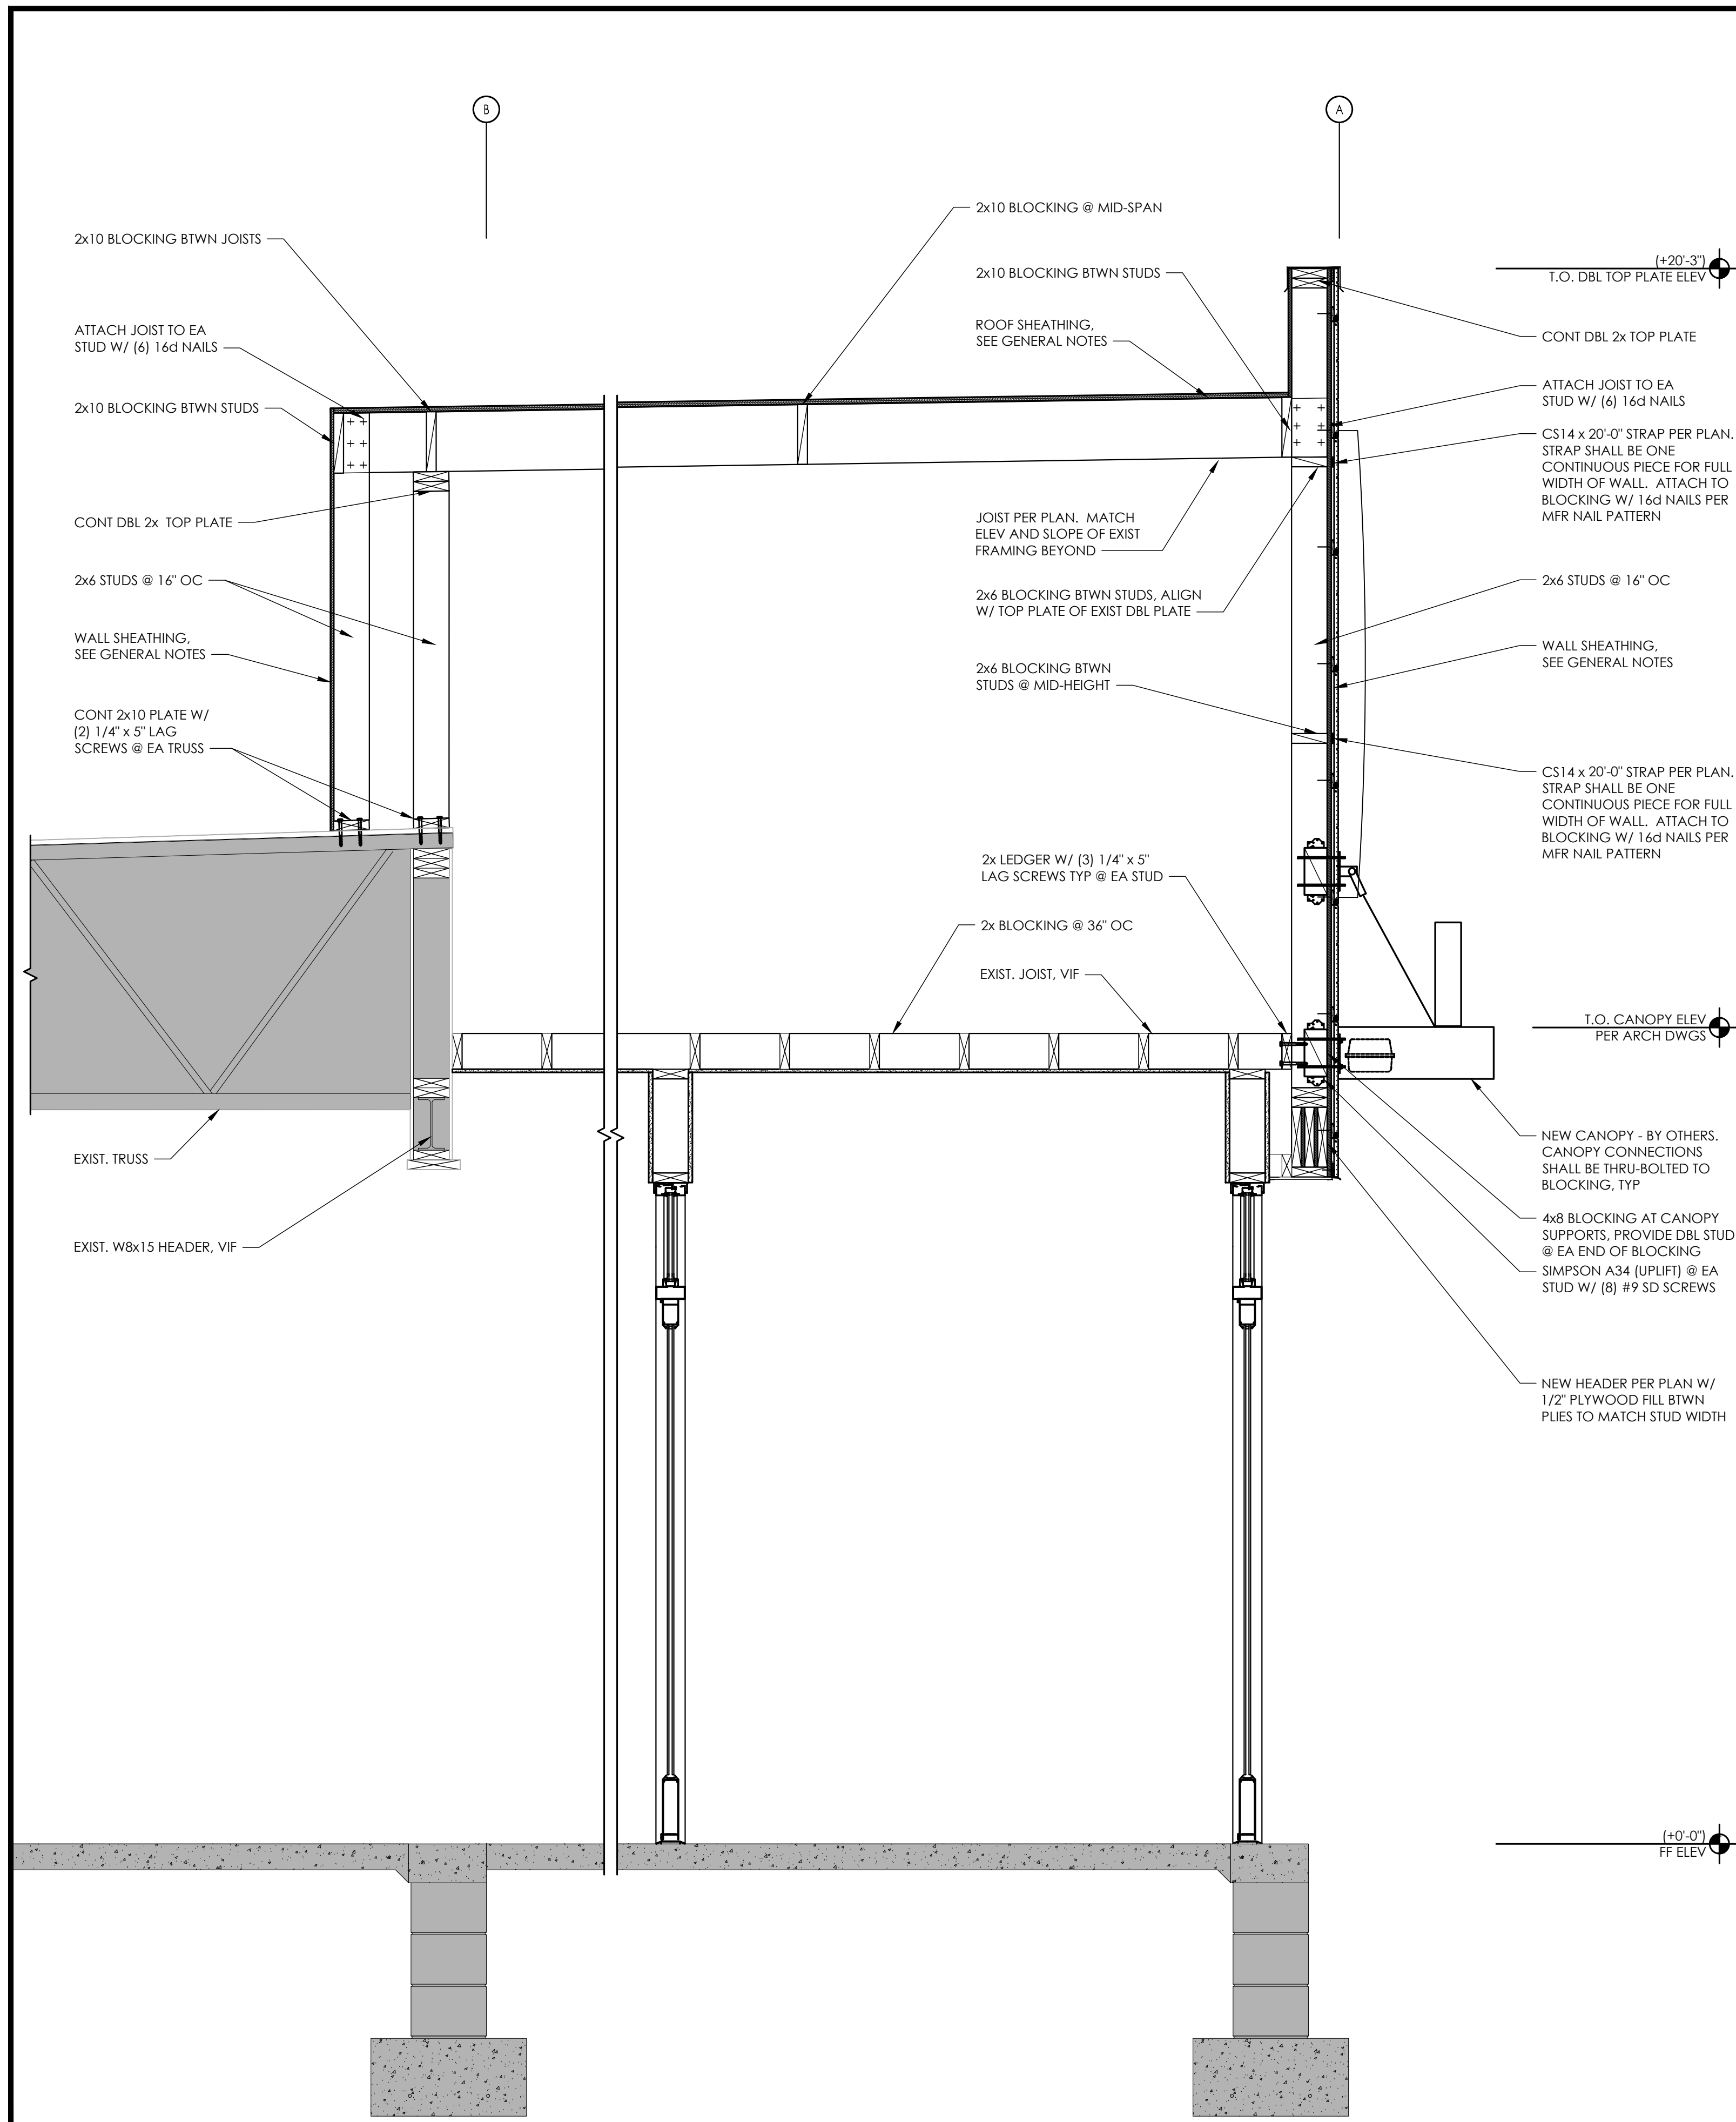 B
A
2x10 BLOCKING @ MID-SPAN
2x10 BLOCKING BTWN JOISTS
2x10 BLOCKING BTWN STUDS
(+20'-3")
T.O. DBL TOP PLATE ELEV
ATTACH JOIST TO EA
STUD W/ (6) 16d NAILS
ROOF SHEATHING,
SEE GENERAL NOTES
CONT DBL 2x TOP PLATE
2x10 BLOCKING BTWN STUDS
ATTACH JOIST TO EA
STUD W/ (6) 16d NAILS
CS14 x 20'-0" STRAP PER PLAN.
STRAP SHALL BE ONE
CONTINUOUS PIECE FOR FULL
WIDTH OF WALL. ATTACH TO
BLOCKING W/ 16d NAILS PER
MFR NAIL PATTERN
CONT DBL 2x TOP PLATE
JOIST PER PLAN. MATCH
ELEV AND SLOPE OF EXIST
FRAMING BEYOND
2x6 STUDS @ 16" OC
2x6 BLOCKING BTWN STUDS, ALIGN
W/ TOP PLATE OF EXIST DBL PLATE
2x6 STUDS @ 16" OC
WALL SHEATHING,
SEE GENERAL NOTES
2x6 BLOCKING BTWN
STUDS @ MID-HEIGHT
WALL SHEATHING,
SEE GENERAL NOTES
CONT 2x10 PLATE W/
(2) 1/4" x 5" LAG
SCREWS @ EA TRUSS
CS14 x 20'-0" STRAP PER PLAN.
STRAP SHALL BE ONE
CONTINUOUS PIECE FOR FULL
WIDTH OF WALL. ATTACH TO
BLOCKING W/ 16d NAILS PER
MFR NAIL PATTERN
2x LEDGER W/ (3) 1/4" x 5"
LAG SCREWS TYP @ EA STUD
2x BLOCKING @ 36" OC
EXIST. JOIST, VIF
T.O. CANOPY ELEV
PER ARCH DWGS
EXIST. TRUSS
NEW CANOPY - BY OTHERS.
CANOPY CONNECTIONS
SHALL BE THRU-BOLTED TO
BLOCKING, TYP
EXIST. W8x15 HEADER, VIF
4x8 BLOCKING AT CANOPY
SUPPORTS, PROVIDE DBL STUD
@ EA END OF BLOCKING
SIMPSON A34 (UPLIFT) @ EA
STUD W/ (8) #9 SD SCREWS
NEW HEADER PER PLAN W/
1/2" PLYWOOD FILL BTWN
PLIES TO MATCH STUD WIDTH
(+0'-0")
FF ELEV